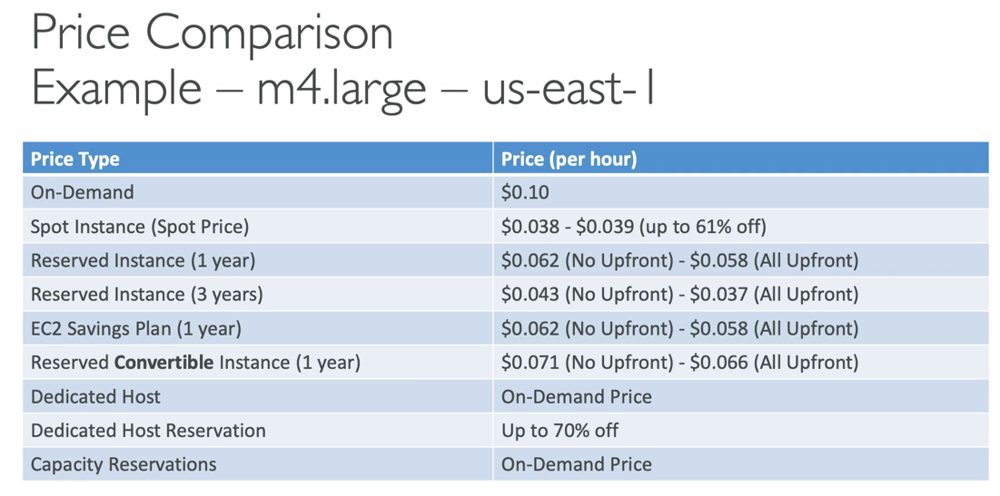 Price Comparison
Example – m4.large – us-east-1
Price Type Price (per hour)
On-Demand $0.10
Spot Instance (Spot Price) $0.038 - $0.039 (up to 61% off)
Reserved Instance (1 year) $0.062 (No Upfront) - $0.058 (All Upfront)
Reserved Instance (3 years) $0.043 (No Upfront) - $0.037 (All Upfront)
EC2 Savings Plan (1 year) $0.062 (No Upfront) - $0.058 (All Upfront)
Reserved Convertible Instance (1 year) $0.071 (No Upfront) - $0.066 (All Upfront)
Dedicated Host On-Demand Price
Dedicated Host Reservation Up to 70% off
Capacity Reservations On-Demand Price